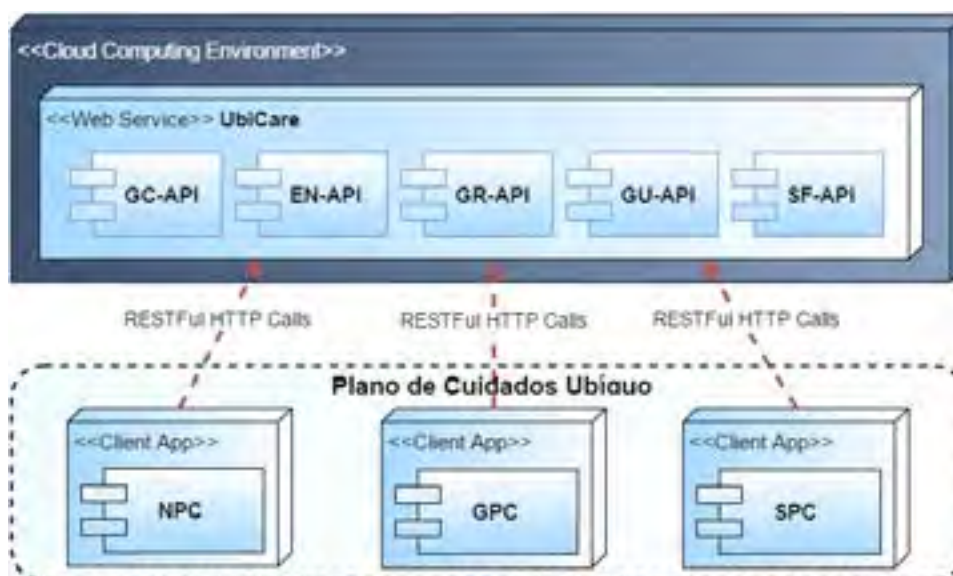 <<Cloud Computing Environment>>
<<Web Service>> UbiCare
GC-API EN-API GR-API GU-API SF-API
RESTFul HTTP Calls RESTFul HTTP Calls RESTFul HTTP Calls
Plano de Cuidados Ubíquo
<<Client App>> <<Client App>> <<Client App>>
NPC GPC SPC